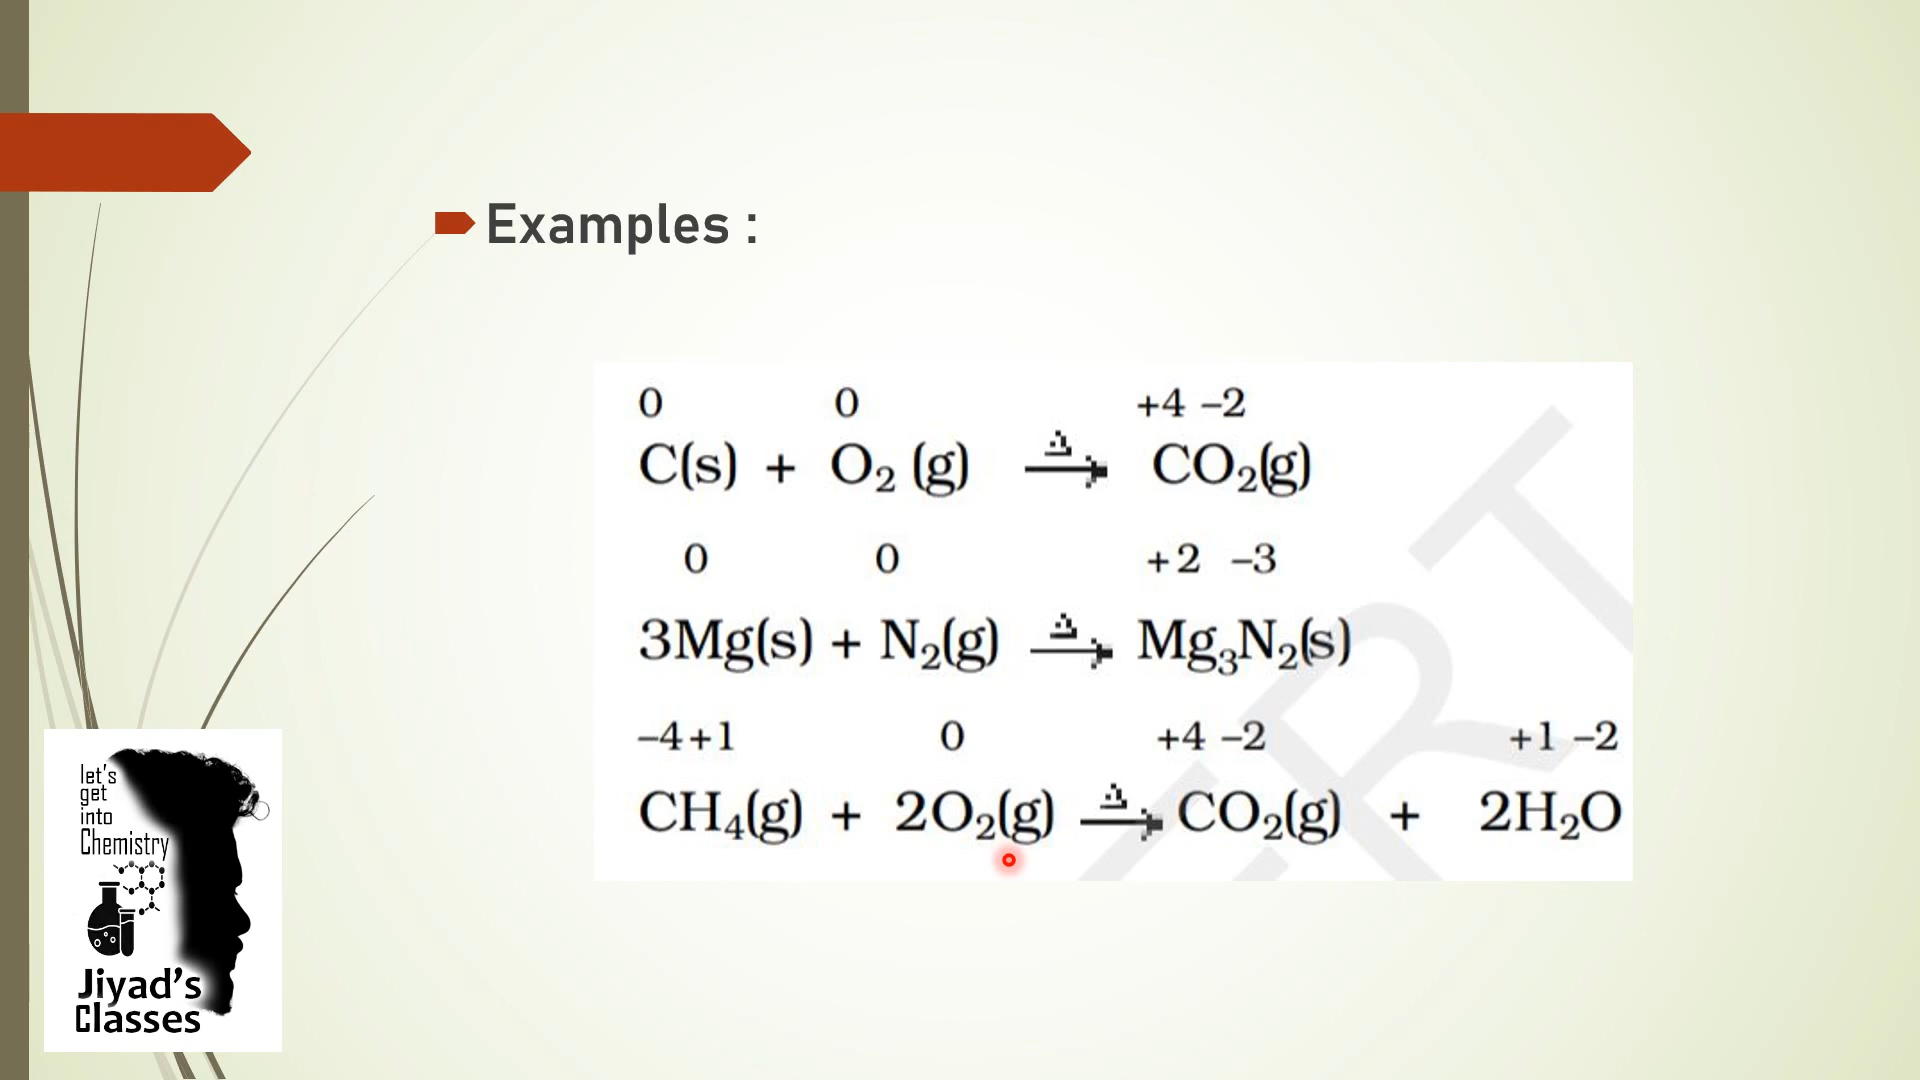 Examples :
0 0 +4 –2
C(s) + O₂ (g) →Δ CO₂(g)
0 0 +2 –3
3Mg(s) + N₂(g) →Δ Mg₃N₂(s)
–4 +1 0 +4 –2 +1 –2
CH₄(g) + 2O₂(g) →Δ CO₂(g) + 2H₂O
let's
get
into
Chemistry
Jiyad's
Classes